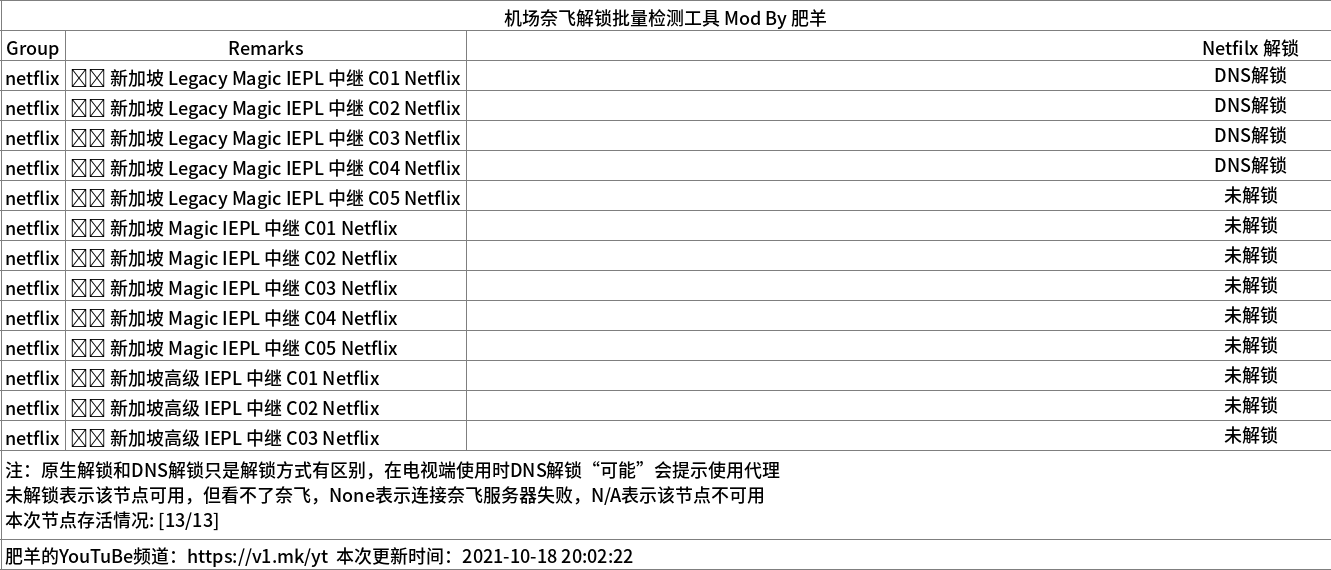 机场奈飞解锁批量检测工具 Mod By 肥羊
Group Remarks Netfilx 解锁
netflix 新加坡 Legacy Magic IEPL 中继 C01 Netflix DNS解锁
netflix 新加坡 Legacy Magic IEPL 中继 C02 Netflix DNS解锁
netflix 新加坡 Legacy Magic IEPL 中继 C03 Netflix DNS解锁
netflix 新加坡 Legacy Magic IEPL 中继 C04 Netflix DNS解锁
netflix 新加坡 Legacy Magic IEPL 中继 C05 Netflix 未解锁
netflix 新加坡 Magic IEPL 中继 C01 Netflix 未解锁
netflix 新加坡 Magic IEPL 中继 C02 Netflix 未解锁
netflix 新加坡 Magic IEPL 中继 C03 Netflix 未解锁
netflix 新加坡 Magic IEPL 中继 C04 Netflix 未解锁
netflix 新加坡 Magic IEPL 中继 C05 Netflix 未解锁
netflix 新加坡高级 IEPL 中继 C01 Netflix 未解锁
netflix 新加坡高级 IEPL 中继 C02 Netflix 未解锁
netflix 新加坡高级 IEPL 中继 C03 Netflix 未解锁
注：原生解锁和DNS解锁只是解锁方式有区别，在电视端使用时DNS解锁“可能”会提示使用代理
未解锁表示该节点可用，但看不了奈飞，None表示连接奈飞服务器失败，N/A表示该节点不可用
本次节点存活情况: [13/13]
肥羊的YouTuBe频道：https://v1.mk/yt 本次更新时间：2021-10-18 20:02:22